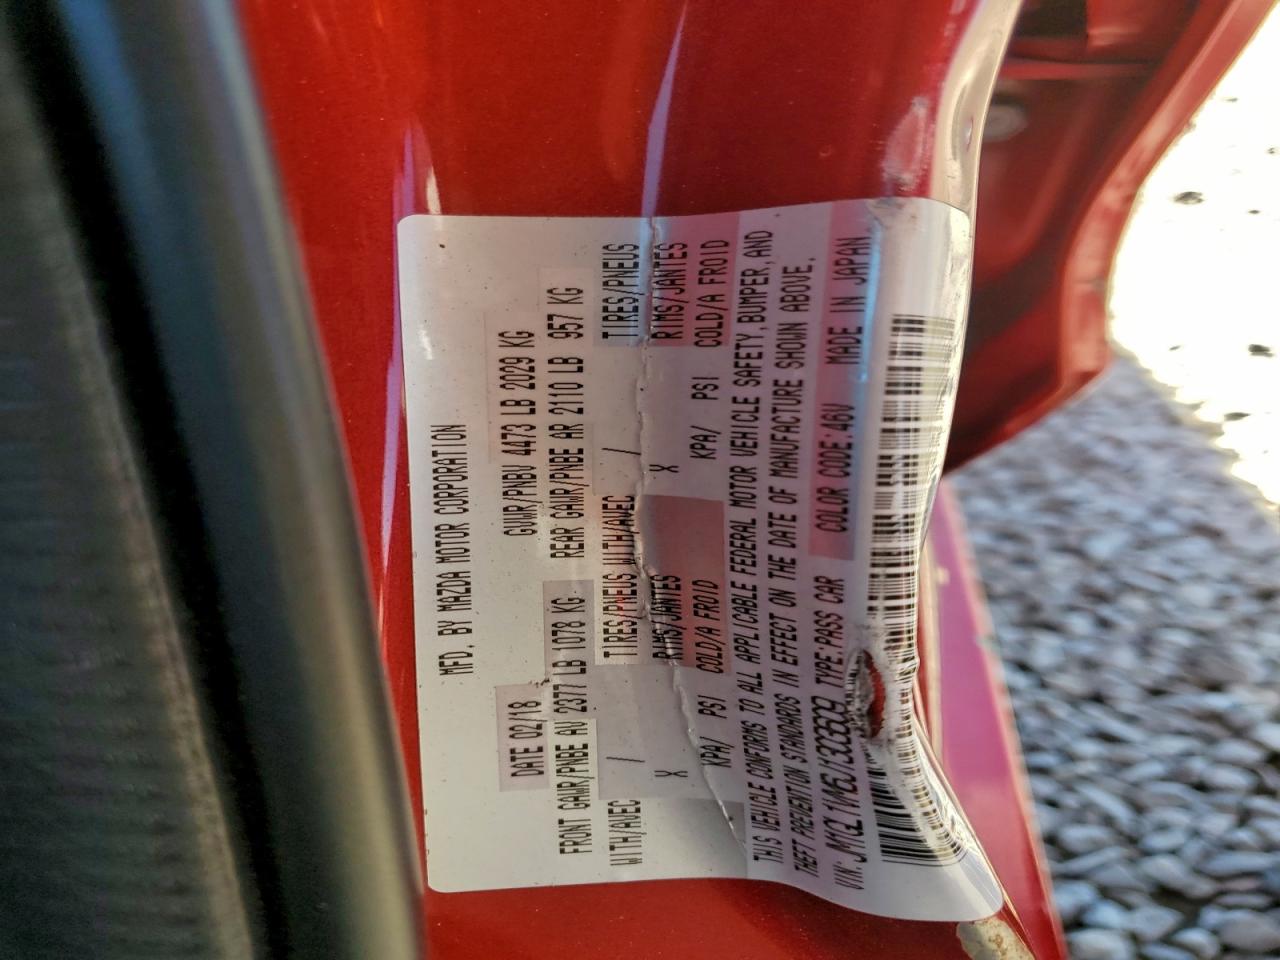 MFD. BY MAZDA MOTOR CORPORATION
DATE 02/18 GVWR/PNBV 4473 LB 2029 KG
FRONT GAWR/PNBE AV 2377 LB 1078 KG REAR GAWR/PNBE AR 2110 LB 957 KG
WITH/AVEC / TIRES/PNEUS WITH/AVEC / TIRES/PNEUS
X RIMS/JANTES X RIMS/JANTES
KPA/ PSI COLD/A FROID KPA/ PSI COLD/A FROID
THIS VEHICLE CONFORMS TO ALL APPLICABLE FEDERAL MOTOR VEHICLE SAFETY, BUMPER, AND
THEFT PREVENTION STANDARDS IN EFFECT ON THE DATE OF MANUFACTURE SHOWN ABOVE.
VIN: TYPE: PASS CAR COLOR CODE: 46V MADE IN JAPAN